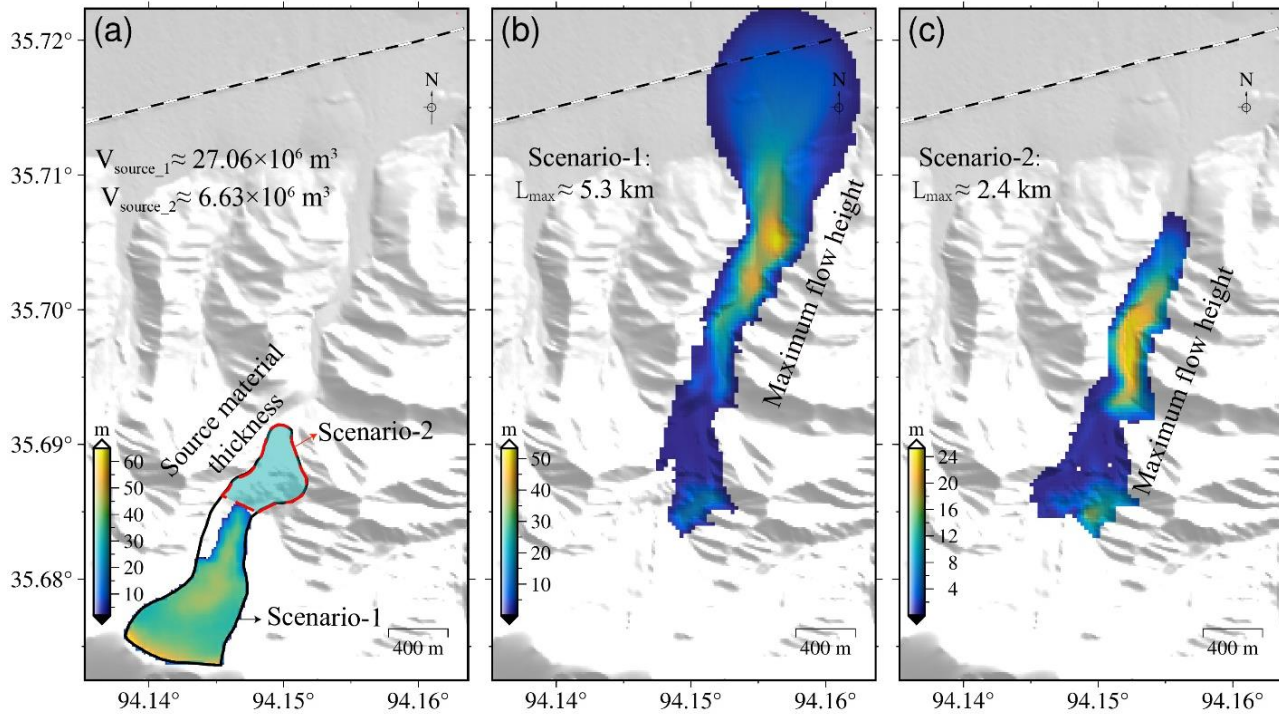 (a)
35.72°
35.71°
35.70°
35.69°
35.68°
N
V_source_1 ≈ 27.06×10⁶ m³
V_source_2 ≈ 6.63×10⁶ m³
Source material
thickness
Scenario-2
Scenario-1
m
60
50
40
30
20
10
400 m
94.14°
94.15°
94.16°
(b)
N
Scenario-1:
L_max ≈ 5.3 km
Maximum flow height
m
50
40
30
20
10
400 m
94.14°
94.15°
94.16°
(c)
N
Scenario-2:
L_max ≈ 2.4 km
Maximum flow height
m
24
20
16
12
8
4
400 m
94.14°
94.15°
94.16°